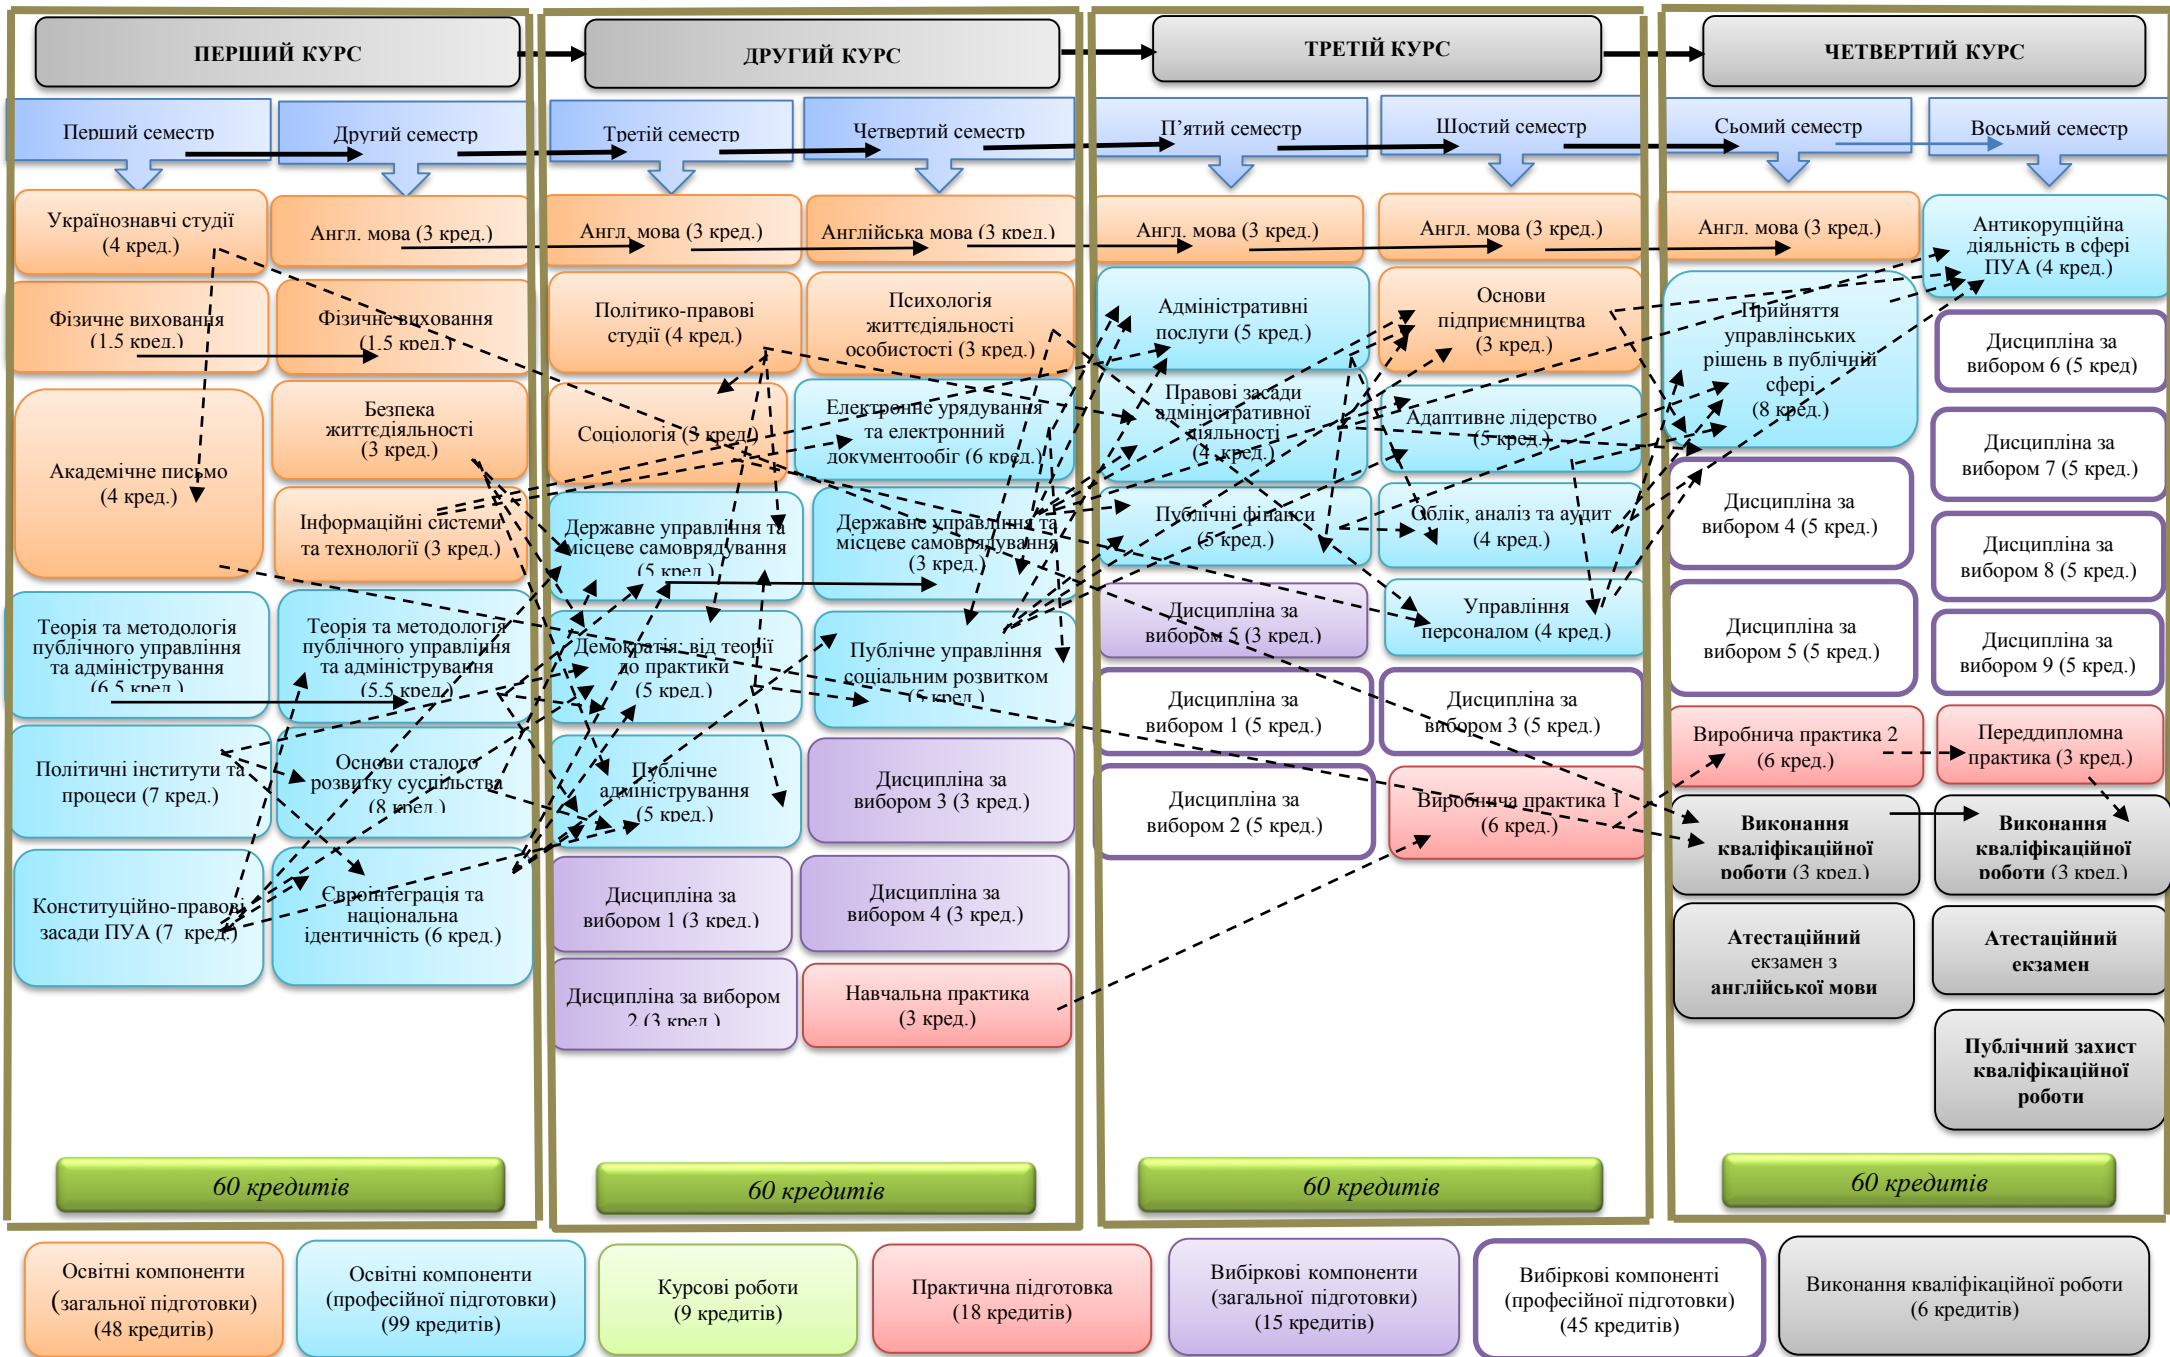 ПЕРШИЙ КУРС
ДРУГИЙ КУРС
ТРЕТІЙ КУРС
ЧЕТВЕРТИЙ КУРС
Перший семестр
Другий семестр
Третій семестр
Четвертий семестр
П'ятий семестр
Шостий семестр
Сьомий семестр
Восьмий семестр
Українознавчі студії
(4 кред.)
Фізичне виховання
(1.5 кред.)
Академічне письмо
(4 кред.)
Теорія та методологія
публічного управління
та адміністрування
(6.5 кред.)
Політичні інститути та
процеси (7 кред.)
Конституційно-правові
засади ПУА (7 кред.)
Англ. мова (3 кред.)
Фізичне виховання
(1.5 кред.)
Безпека
життєдіяльності
(3 кред.)
Інформаційні системи
та технології (3 кред.)
Теорія та методологія
публічного управління
та адміністрування
(5.5 кред.)
Основи сталого
розвитку суспільства
(8 кред.)
Євроінтеграція та
національна
ідентичність (6 кред.)
Англ. мова (3 кред.)
Політико-правові
студії (4 кред.)
Соціологія (3 кред.)
Державне управління та
місцеве самоврядування
(5 кред.)
Демократія: від теорії
до практики
(5 кред.)
Публічне
адміністрування
(5 кред.)
Дисципліна за
вибором 1 (3 кред.)
Дисципліна за вибором
2 (3 кред.)
Англійська мова (3 кред.)
Психологія
життєдіяльності
особистості (3 кред.)
Електронне урядування
та електронний
документообіг (6 кред.)
Державне управління та
місцеве самоврядування
(3 кред.)
Публічне управління
соціальним розвитком
(5 кред.)
Дисципліна за
вибором 3 (3 кред.)
Дисципліна за
вибором 4 (3 кред.)
Навчальна практика
(3 кред.)
Англ. мова (3 кред.)
Адміністративні
послуги (5 кред.)
Правові засади
адміністративної
діяльності
(4 кред.)
Публічні фінанси
(5 кред.)
Дисципліна за
вибором 5 (3 кред.)
Дисципліна за
вибором 1 (5 кред.)
Дисципліна за
вибором 2 (5 кред.)
Англ. мова (3 кред.)
Основи
підприємництва
(3 кред.)
Адаптивне лідерство
(5 кред.)
Облік, аналіз та аудит
(4 кред.)
Управління
персоналом (4 кред.)
Дисципліна за
вибором 3 (5 кред.)
Виробнича практика 1
(6 кред.)
Англ. мова (3 кред.)
Прийняття
управлінських
рішень в публічній
сфері
(8 кред.)
Дисципліна за
вибором 4 (5 кред.)
Дисципліна за
вибором 5 (5 кред.)
Виробнича практика 2
(6 кред.)
Виконання
кваліфікаційної
роботи (3 кред.)
Атестаційний
екзамен з
англійської мови
Антикорупційна
діяльність в сфері
ПУА (4 кред.)
Дисципліна за
вибором 6 (5 кред)
Дисципліна за
вибором 7 (5 кред.)
Дисципліна за
вибором 8 (5 кред.)
Дисципліна за
вибором 9 (5 кред.)
Переддипломна
практика (3 кред.)
Виконання
кваліфікаційної
роботи (3 кред.)
Атестаційний
екзамен
Публічний захист
кваліфікаційної
роботи
60 кредитів
60 кредитів
60 кредитів
60 кредитів
Освітні компоненти
(загальної підготовки)
(48 кредитів)
Освітні компоненти
(професійної підготовки)
(99 кредитів)
Курсові роботи
(9 кредитів)
Практична підготовка
(18 кредитів)
Вибіркові компоненти
(загальної підготовки)
(15 кредитів)
Вибіркові компоненті
(професійної підготовки)
(45 кредитів)
Виконання кваліфікаційної роботи
(6 кредитів)